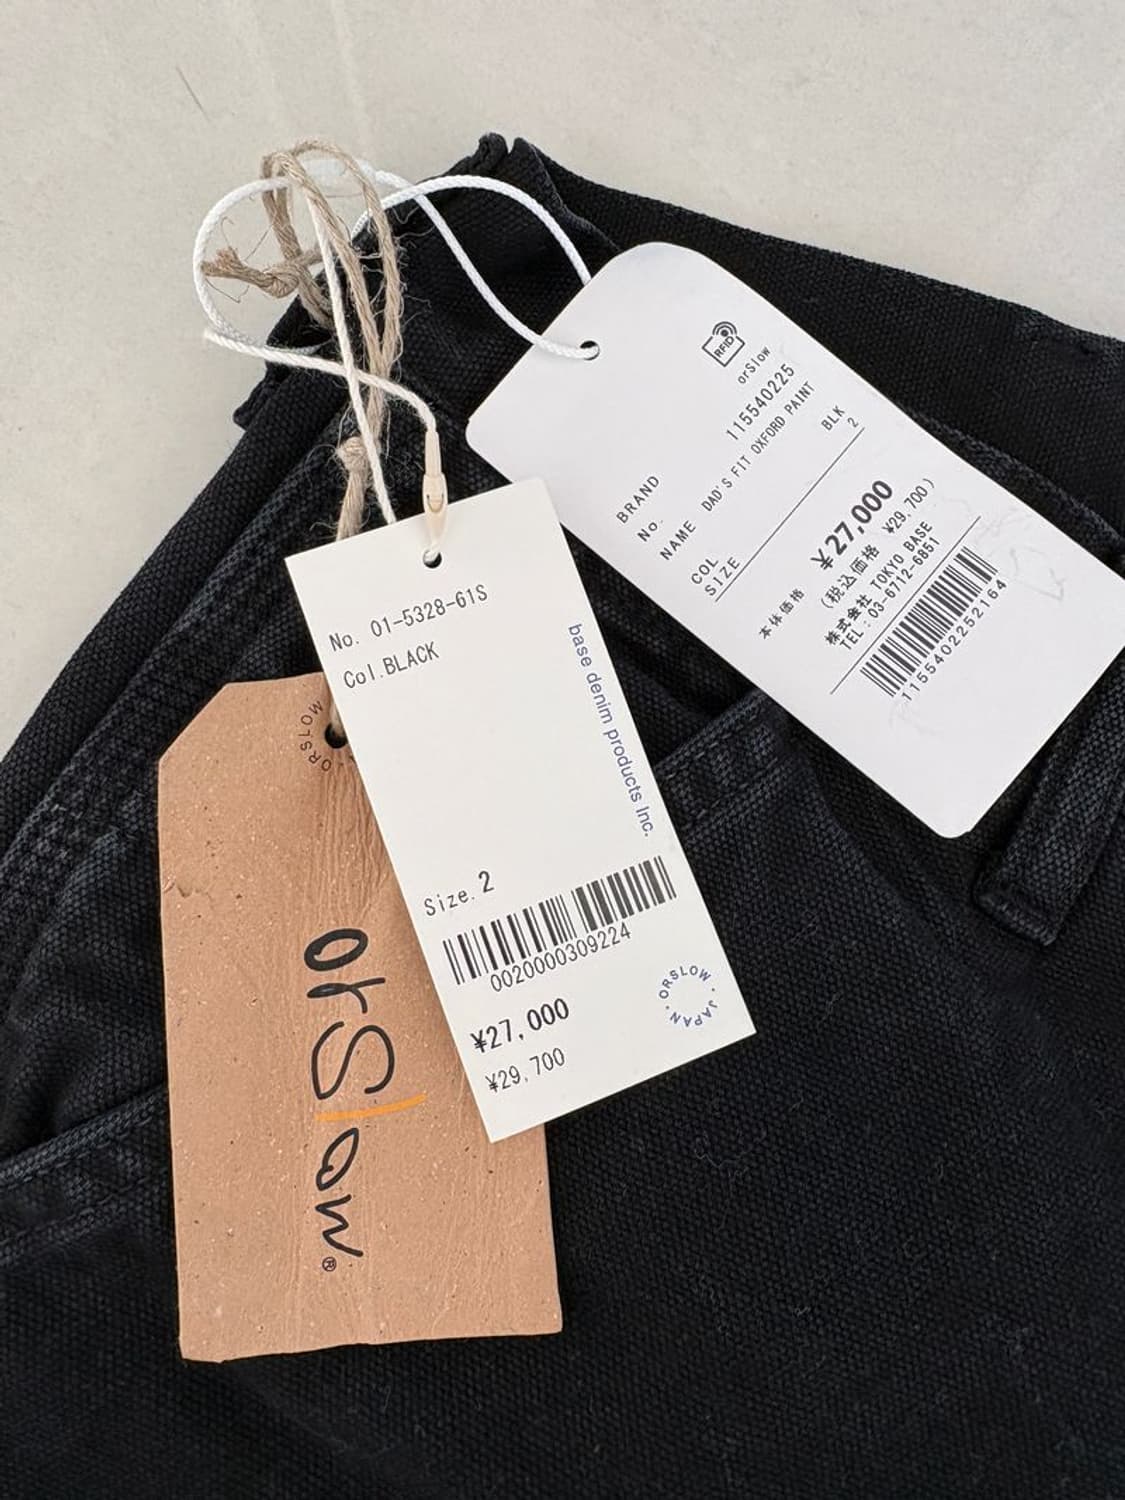 RFID
orSlow
BRAND
No. 115540225
NAME DAD'S FIT OXFORD PAINT
COL BLK
SIZE 2
本体価格 ¥27,000
(税込価格 ¥29,700)
株式会社 TOKYO BASE
TEL:03-6712-6851
1155402252164
No. 01-5328-61S
Col.BLACK
base denim products Inc.
Size.2
0020000309224
¥27,000
¥29,700
ORSLOW・JAPAN・
ORSLOW
orSlow®